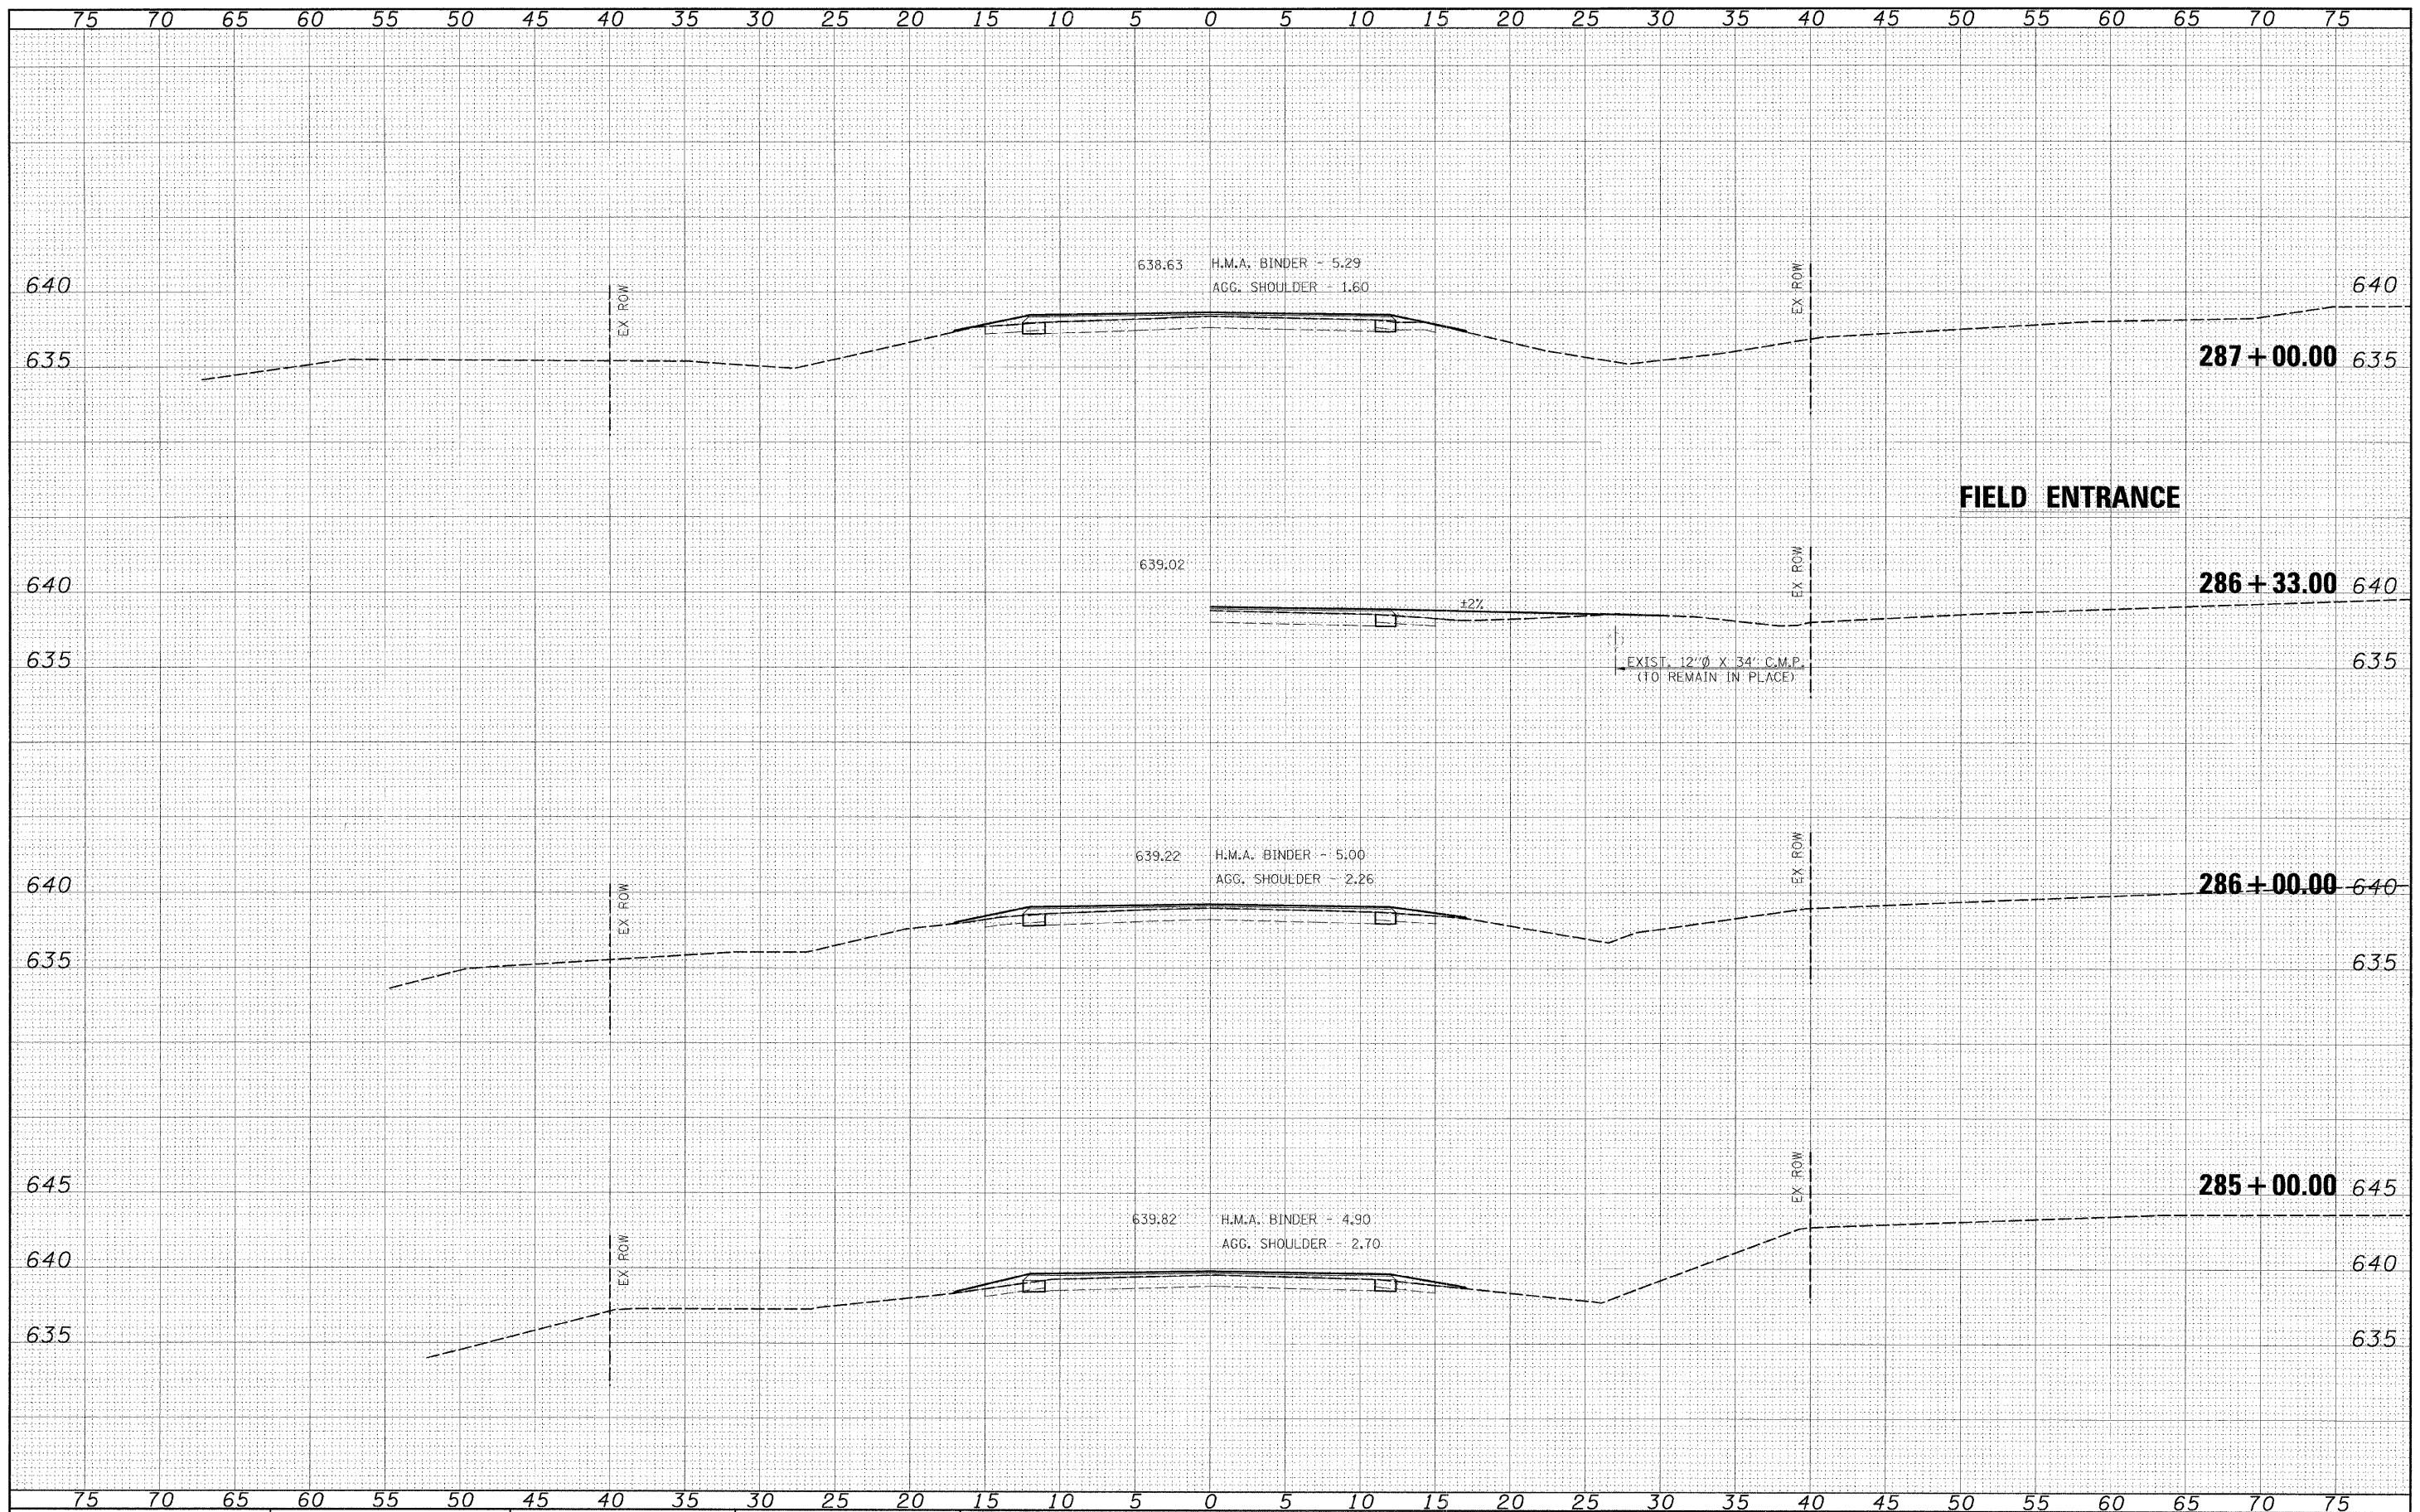 75 70 65 60 55 50 45 40 35 30 25 20 15 10 5 0 5 10 15 20 25 30 35 40 45 50 55 60 65 70 75
638.63 H.M.A. BINDER - 5.29
AGG. SHOULDER - 1.60
640 EX ROW EX ROW 640
635 287+00.00 635
FIELD ENTRANCE
639.02
EX ROW
640 286+33.00 640
±2%
635 635
EXIST. 12"Ø X 34' C.M.P.
(TO REMAIN IN PLACE)
639.22 H.M.A. BINDER - 5.00
AGG. SHOULDER - 2.26
640 EX ROW EX ROW 286+00.00 640
635 635
645 EX ROW 285+00.00 645
639.82 H.M.A. BINDER - 4.90
AGG. SHOULDER - 2.70
640 EX ROW 640
635 635
75 70 65 60 55 50 45 40 35 30 25 20 15 10 5 0 5 10 15 20 25 30 35 40 45 50 55 60 65 70 75